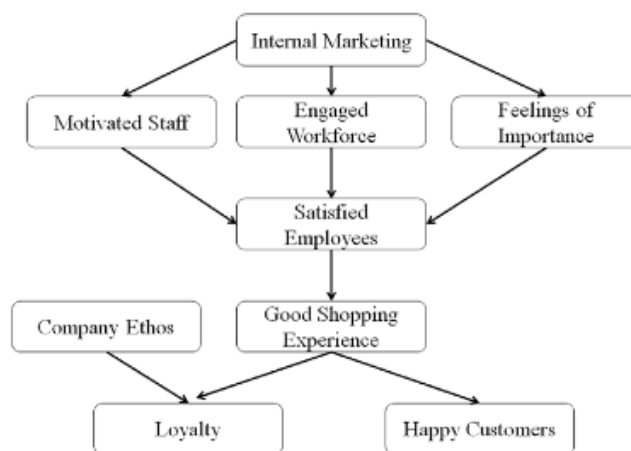 Internal Marketing
Motivated Staff
Engaged
Workforce
Feelings of
Importance
Satisfied
Employees
Company Ethos
Good Shopping
Experience
Loyalty
Happy Customers